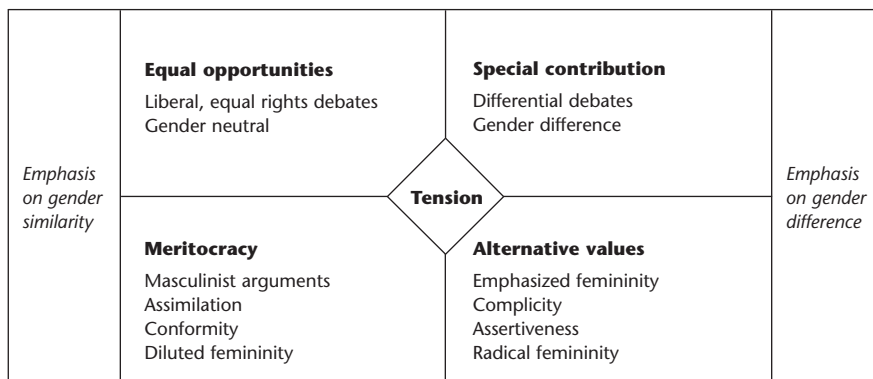 Equal opportunities
Liberal, equal rights debates
Gender neutral
Special contribution
Differential debates
Gender difference
Emphasis
on gender
similarity
Tension
Emphasis
on gender
difference
Meritocracy
Masculinist arguments
Assimilation
Conformity
Diluted femininity
Alternative values
Emphasized femininity
Complicity
Assertiveness
Radical femininity